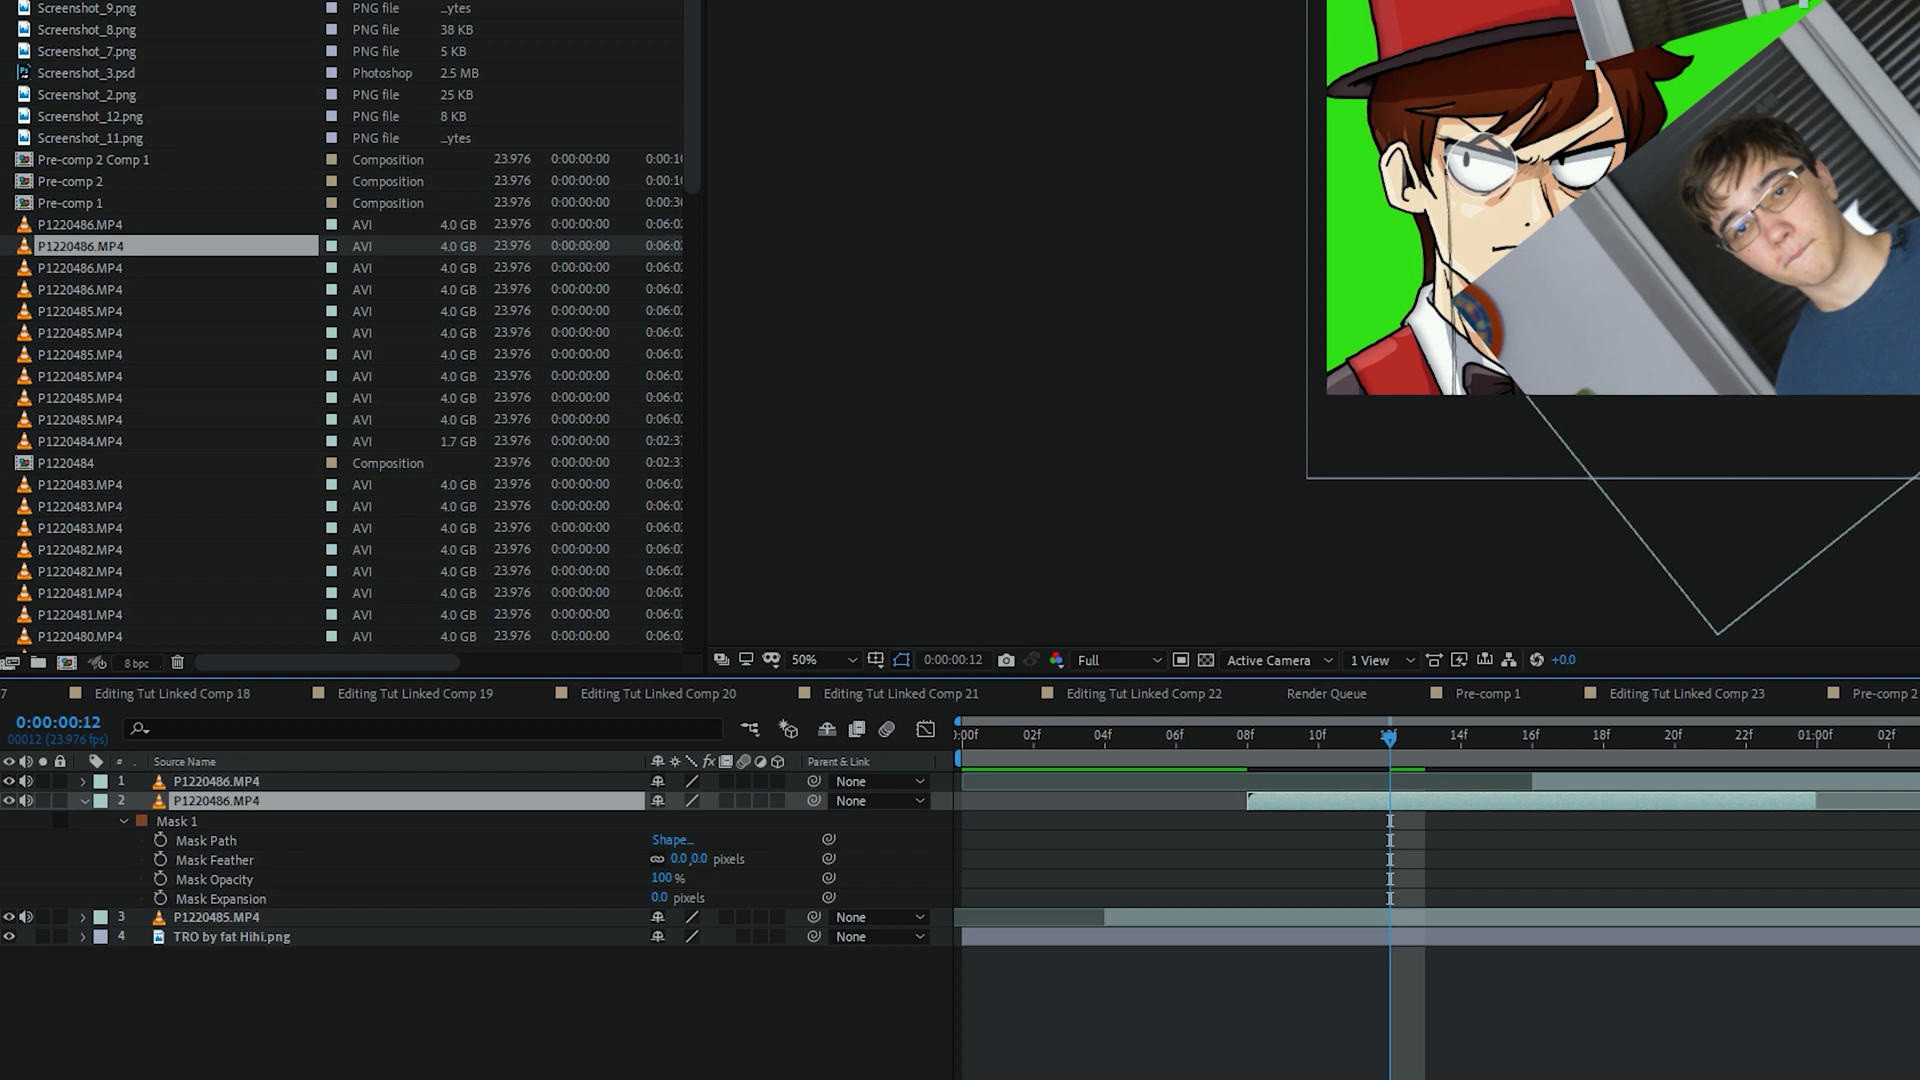 Screenshot_9.png PNG file ...ytes
Screenshot_8.png PNG file 38 KB
Screenshot_7.png PNG file 5 KB
Screenshot_3.psd Photoshop 2.5 MB
Screenshot_2.png PNG file 25 KB
Screenshot_12.png PNG file 8 KB
Screenshot_11.png PNG file ...ytes
Pre-comp 2 Comp 1 Composition 23.976 0:00:00:00 0:00:1
Pre-comp 2 Composition 23.976 0:00:00:00 0:00:1
Pre-comp 1 Composition 23.976 0:00:00:00 0:00:3
P1220486.MP4 AVI 4.0 GB 23.976 0:00:00:00 0:06:0
P1220486.MP4 AVI 4.0 GB 23.976 0:00:00:00 0:06:0
P1220486.MP4 AVI 4.0 GB 23.976 0:00:00:00 0:06:0
P1220486.MP4 AVI 4.0 GB 23.976 0:00:00:00 0:06:0
P1220485.MP4 AVI 4.0 GB 23.976 0:00:00:00 0:06:0
P1220485.MP4 AVI 4.0 GB 23.976 0:00:00:00 0:06:0
P1220485.MP4 AVI 4.0 GB 23.976 0:00:00:00 0:06:0
P1220485.MP4 AVI 4.0 GB 23.976 0:00:00:00 0:06:0
P1220485.MP4 AVI 4.0 GB 23.976 0:00:00:00 0:06:0
P1220485.MP4 AVI 4.0 GB 23.976 0:00:00:00 0:06:0
P1220484.MP4 AVI 1.7 GB 23.976 0:00:00:00 0:02:3
P1220484 Composition 23.976 0:00:00:00 0:02:3
P1220483.MP4 AVI 4.0 GB 23.976 0:00:00:00 0:06:0
P1220483.MP4 AVI 4.0 GB 23.976 0:00:00:00 0:06:0
P1220483.MP4 AVI 4.0 GB 23.976 0:00:00:00 0:06:0
P1220482.MP4 AVI 4.0 GB 23.976 0:00:00:00 0:06:0
P1220482.MP4 AVI 4.0 GB 23.976 0:00:00:00 0:06:0
P1220481.MP4 AVI 4.0 GB 23.976 0:00:00:00 0:06:0
P1220481.MP4 AVI 4.0 GB 23.976 0:00:00:00 0:06:0
P1220480.MP4 AVI 4.0 GB 23.976 0:00:00:00 0:06:0
8 bpc
50% 0:00:00:12 Full Active Camera 1 View +0.0
7 Editing Tut Linked Comp 18 Editing Tut Linked Comp 19 Editing Tut Linked Comp 20 Editing Tut Linked Comp 21 Editing Tut Linked Comp 22 Render Queue Pre-comp 1 Editing Tut Linked Comp 23 Pre-comp 2
0:00:00:12
00012 (23.976 fps)
:00f 02f 04f 06f 08f 10f 14f 16f 18f 20f 22f 01:00f 02f
# Source Name fx Parent & Link
1 P1220486.MP4 None
2 P1220486.MP4 None
Mask 1
Mask Path Shape...
Mask Feather 0.0,0.0 pixels
Mask Opacity 100 %
Mask Expansion 0.0 pixels
3 P1220485.MP4 None
4 TRO by fat Hihi.png None